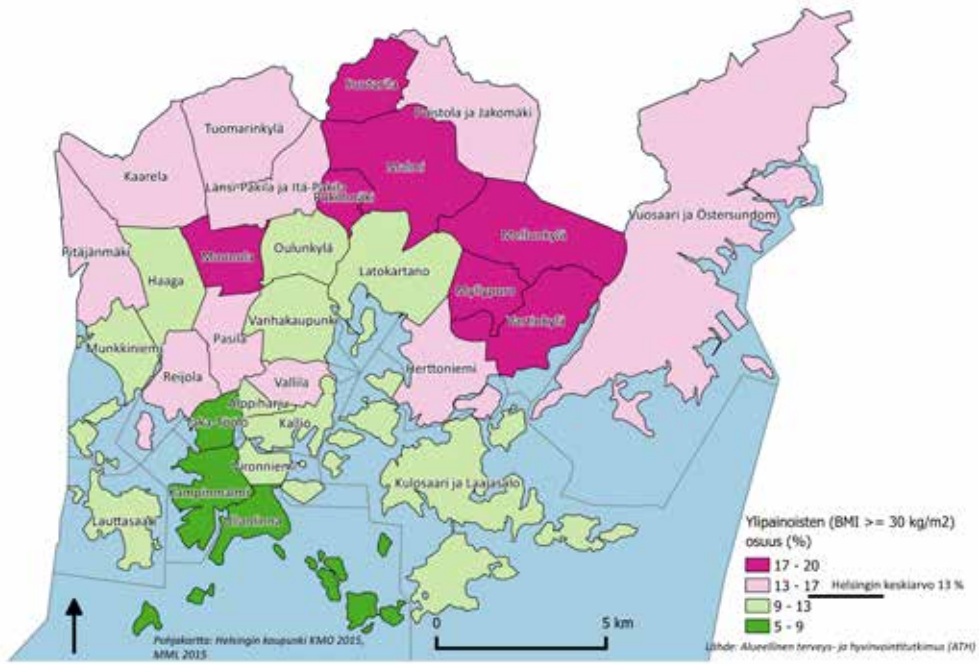 Suutarila
Puistola ja Jakomäki
Tuomarinkylä
Malmi
Kaarela
Länsi-Pakila ja Itä-Pakila
Pukinmäki
Vuosaari ja Östersundom
Mellunkylä
Pitäjänmäki
Maunula
Oulunkylä
Haaga
Latokartano
Myllypuro
Vartiokylä
Vanhakaupunki
Munkkiniemi
Pasila
Herttoniemi
Reijola
Vallila
Alppiharju
Taka-Töölö
Kallio
Kulosaari ja Laajasalo
Kampinmalmi
Lauttasaari
Ullanlinna
Ylipainoisten (BMI >= 30 kg/m2)
osuus (%)
17 - 20
13 - 17
Helsingin keskiarvo 13 %
9 - 13
5 - 9
0
5 km
Pohjakartta: Helsingin kaupunki KMO 2015,
MML 2015
Lähde: Alueellinen terveys- ja hyvinvointitutkimus (ATH)